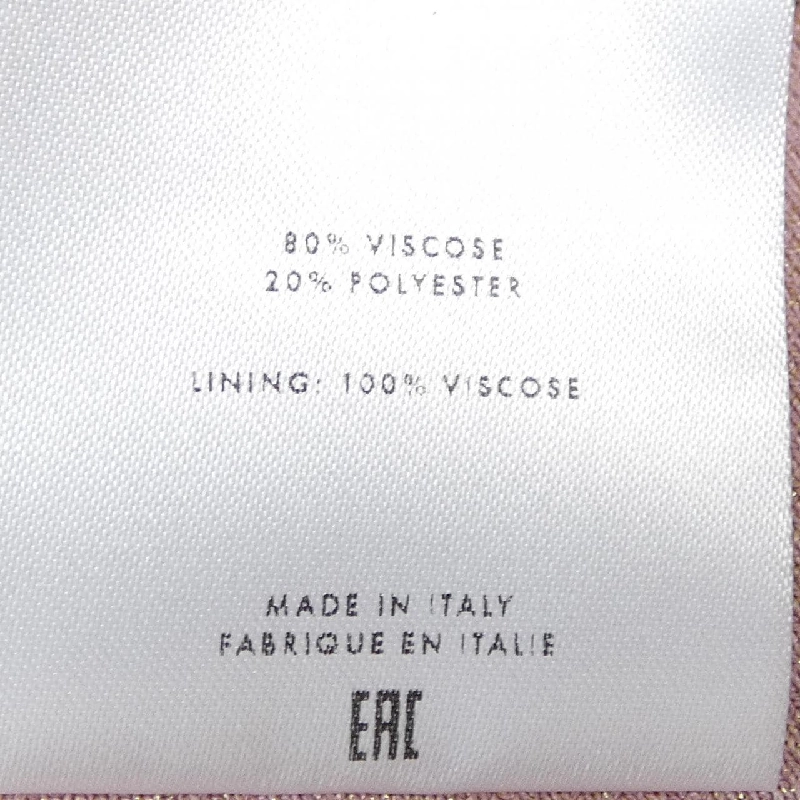 80% VISCOSE
20% POLYESTER
LINING: 100% VISCOSE
MADE IN ITALY
FABRIQUE EN ITALIE
EAC